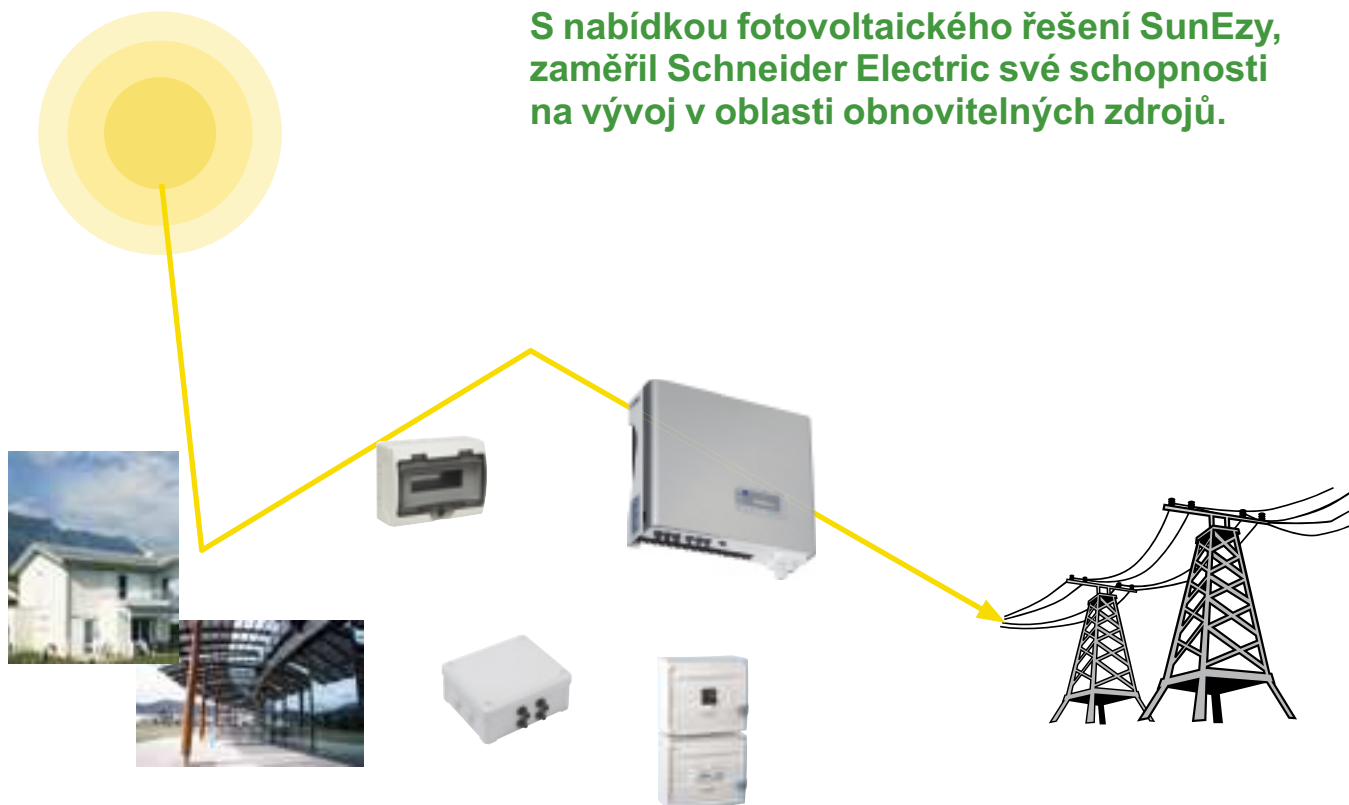 S nabídkou fotovoltaického řešení SunEzy,
zaměřil Schneider Electric své schopnosti
na vývoj v oblasti obnovitelných zdrojů.